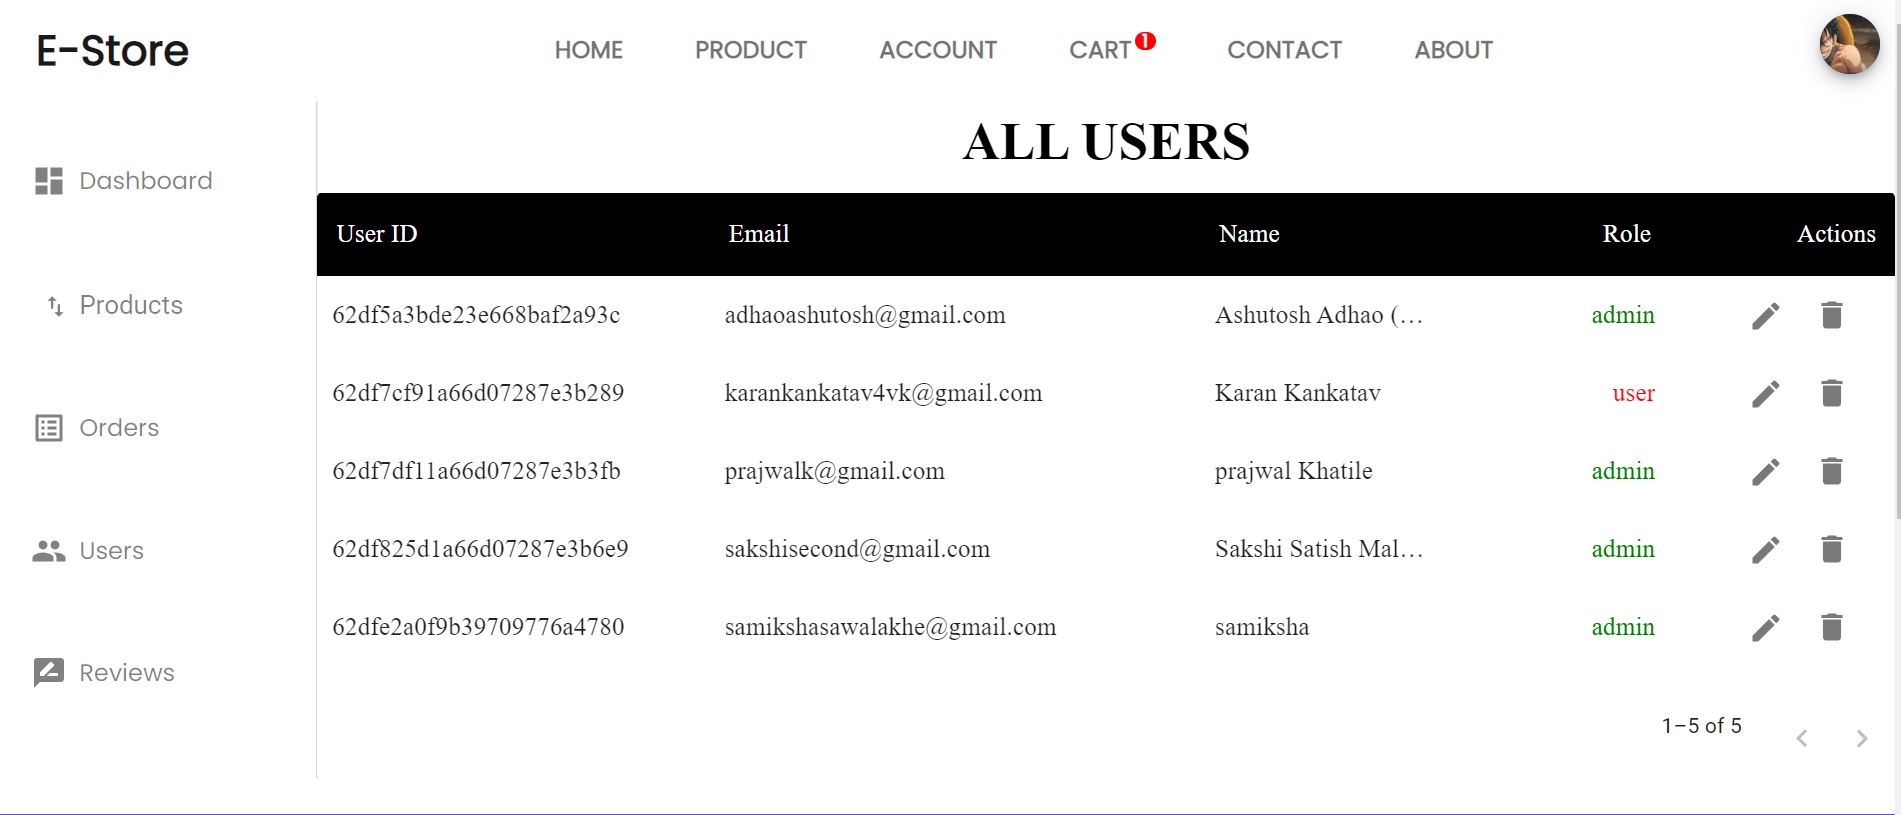 E-Store HOME PRODUCT ACCOUNT CART 1 CONTACT ABOUT
ALL USERS
Dashboard
Products
Orders
Users
Reviews
User ID Email Name Role Actions
62df5a3bde23e668baf2a93c adhaoashutosh@gmail.com Ashutosh Adhao (... admin
62df7cf91a66d07287e3b289 karankankatav4vk@gmail.com Karan Kankatav user
62df7df11a66d07287e3b3fb prajwalk@gmail.com prajwal Khatile admin
62df825d1a66d07287e3b6e9 sakshisecond@gmail.com Sakshi Satish Mal... admin
62dfe2a0f9b39709776a4780 samikshasawalakhe@gmail.com samiksha admin
1–5 of 5